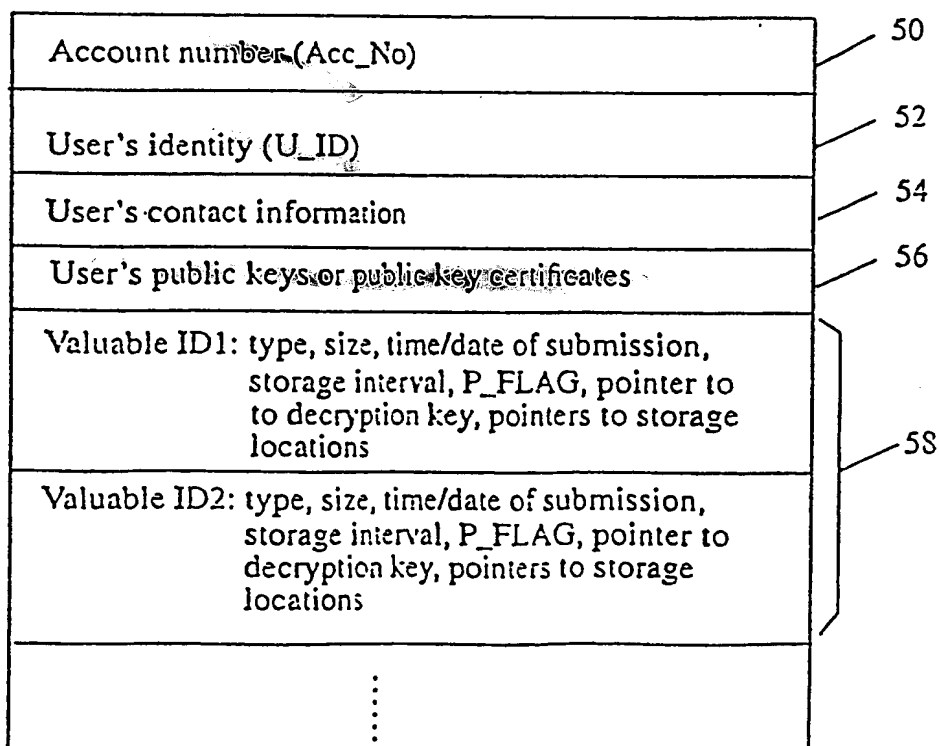 Account number (Acc_No)
50
User's identity (U_ID)
52
User's contact information
54
User's public keys or public key certificates
56
Valuable ID1: type, size, time/date of submission,
storage interval, P_FLAG, pointer to
to decryption key, pointers to storage
locations
58
Valuable ID2: type, size, time/date of submission,
storage interval, P_FLAG, pointer to
decryption key, pointers to storage
locations